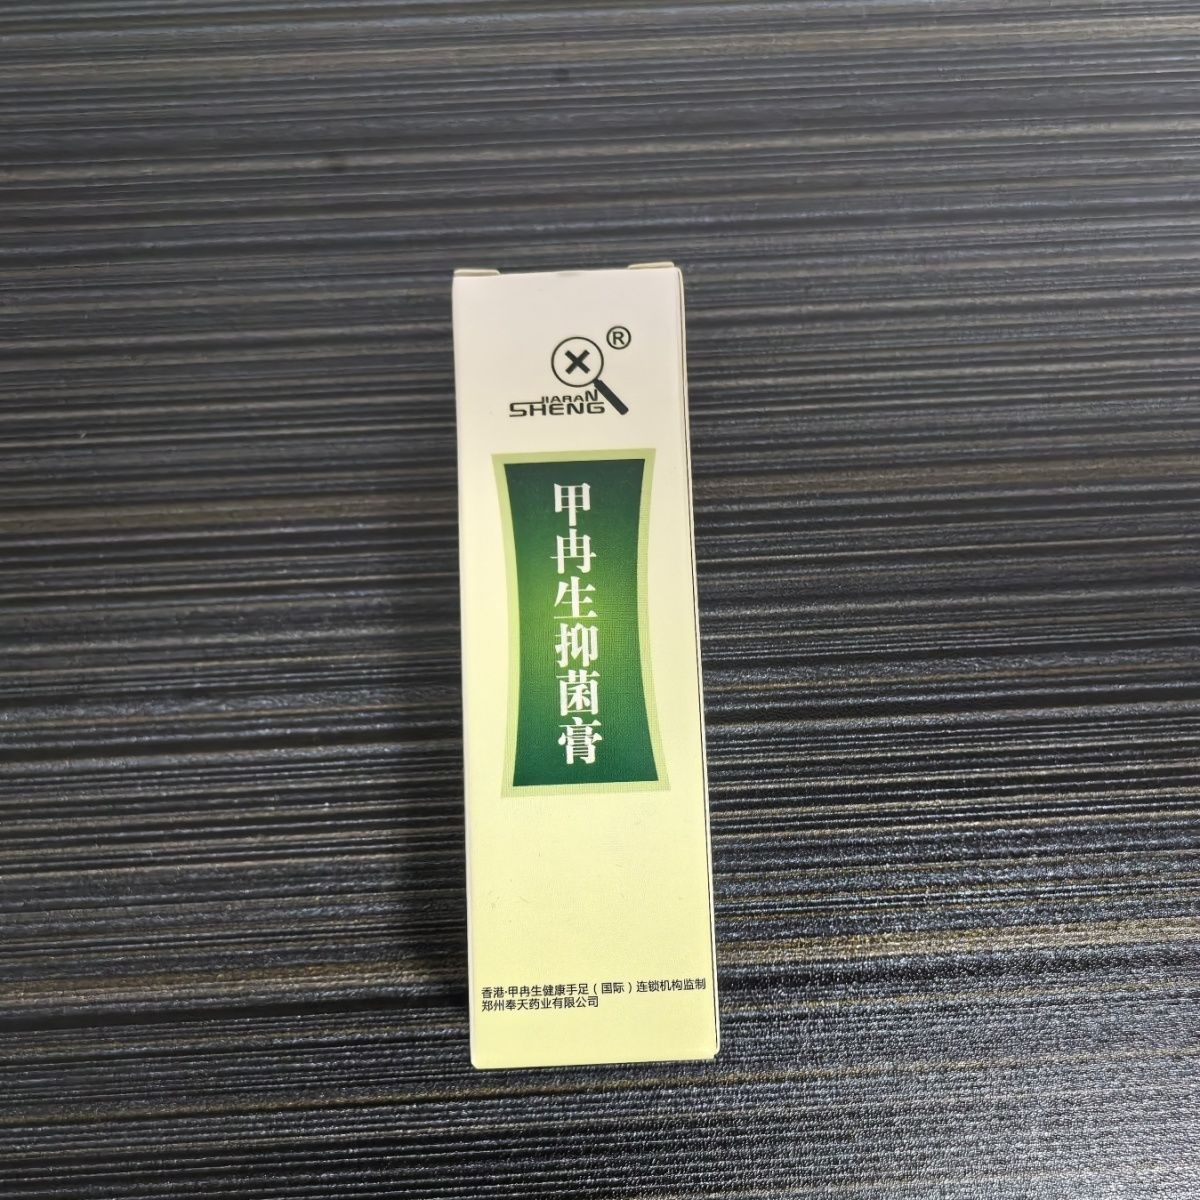 ®
JIARAN
SHENG
甲冉生抑菌膏
香港·甲冉生健康手足(国际)连锁机构监制
郑州奉天药业有限公司